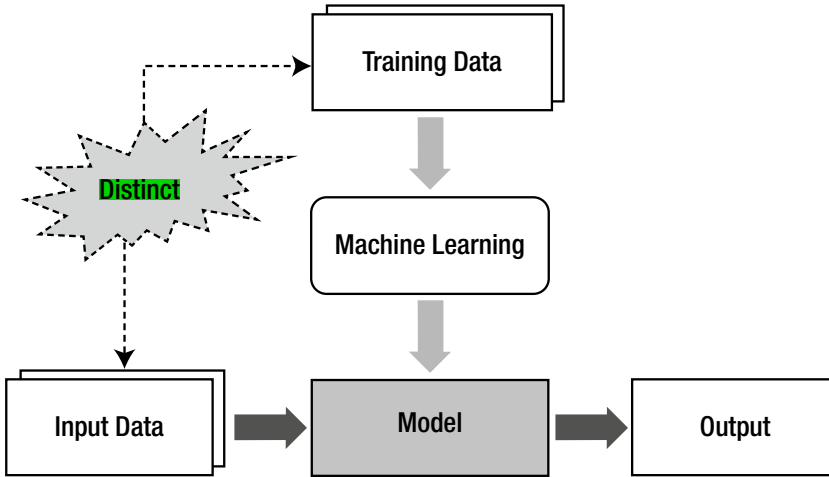 Training Data
Distinct
Machine Learning
Input Data
Model
Output